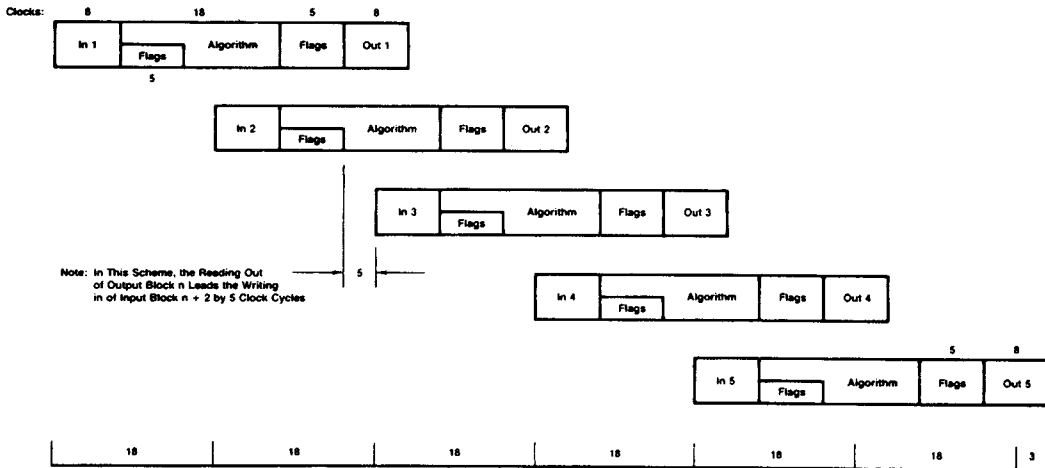 Clocks: 8 18 5 8
In 1 Algorithm Flags Out 1
Flags
5
In 2 Algorithm Flags Out 2
Flags
In 3 Algorithm Flags Out 3
Flags
Note: In This Scheme, the Reading Out
of Output Block n Leads the Writing
in of Input Block n + 2 by 5 Clock Cycles
5
In 4 Algorithm Flags Out 4
Flags
5 8
In 5 Algorithm Flags Out 5
Flags
18 18 18 18 18 18 3